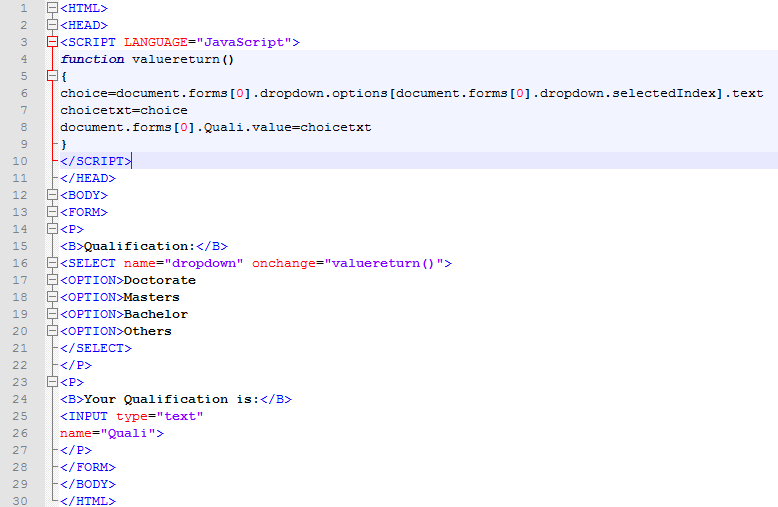 1 <HTML>
2 <HEAD>
3 <SCRIPT LANGUAGE="JavaScript">
4 function valuereturn()
5 {
6 choice=document.forms[0].dropdown.options[document.forms[0].dropdown.selectedIndex].text
7 choicetxt=choice
8 document.forms[0].Quali.value=choicetxt
9 }
10 </SCRIPT>
11 </HEAD>
12 <BODY>
13 <FORM>
14 <P>
15 <B>Qualification:</B>
16 <SELECT name="dropdown" onchange="valuereturn()">
17 <OPTION>Doctorate
18 <OPTION>Masters
19 <OPTION>Bachelor
20 <OPTION>Others
21 </SELECT>
22 </P>
23 <P>
24 <B>Your Qualification is:</B>
25 <INPUT type="text"
26 name="Quali">
27 </P>
28 </FORM>
29 </BODY>
30 </HTML>